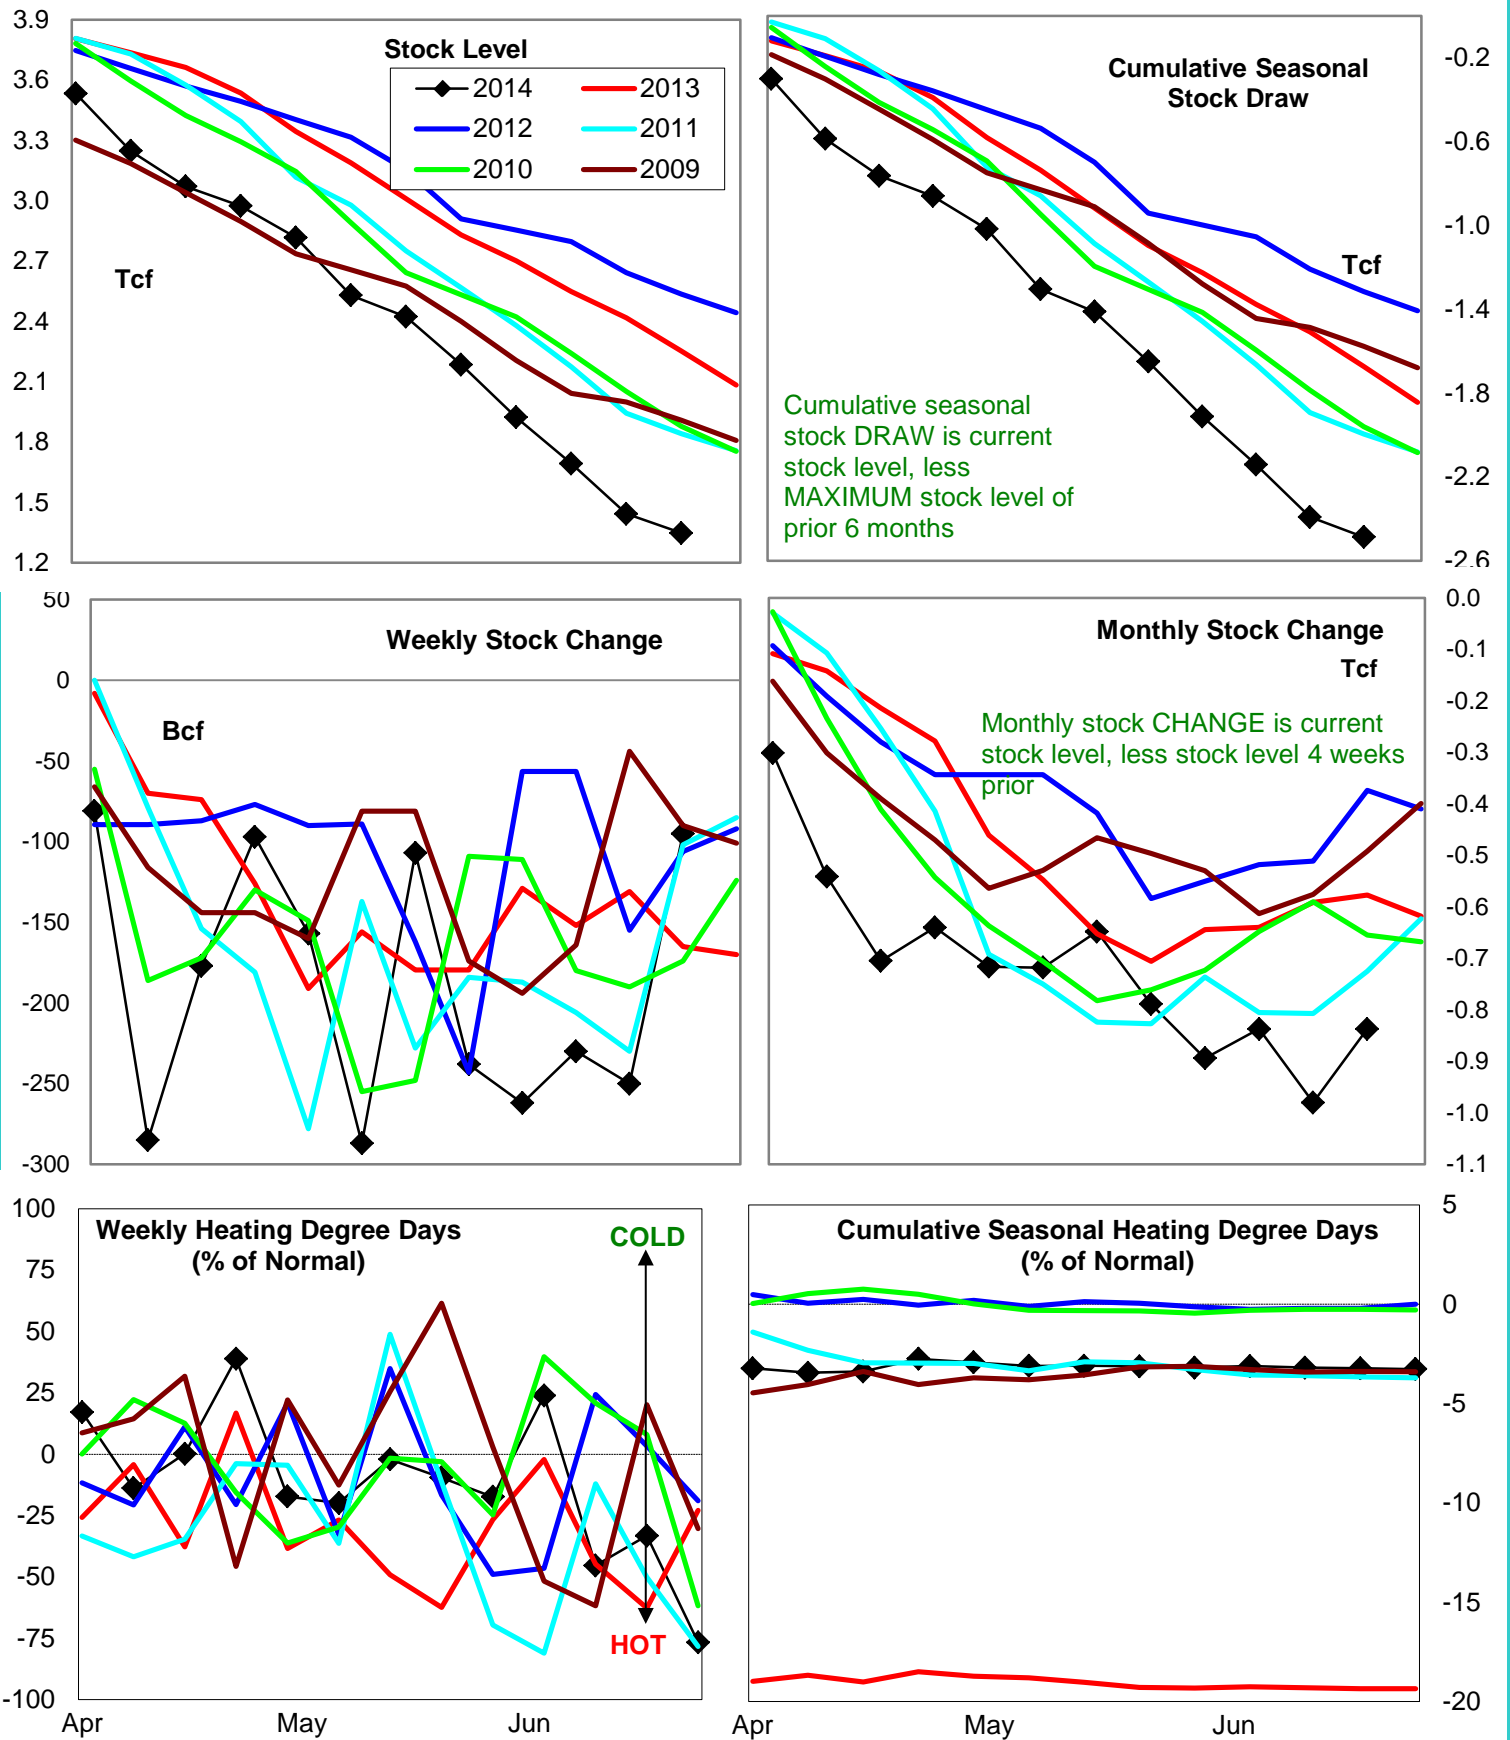 3.9
3.6
3.3
3.0
2.7
2.4
2.1
1.8
1.5
1.2
Stock Level
2014
2013
2012
2011
2010
2009
Tcf
Cumulative Seasonal
Stock Draw
Tcf
Cumulative seasonal
stock DRAW is current
stock level, less
MAXIMUM stock level of
prior 6 months
-0.2
-0.6
-1.0
-1.4
-1.8
-2.2
-2.6
50
0
-50
-100
-150
-200
-250
-300
Weekly Stock Change
Bcf
Monthly Stock Change
Tcf
Monthly stock CHANGE is current
stock level, less stock level 4 weeks
prior
0.0
-0.1
-0.2
-0.3
-0.4
-0.5
-0.6
-0.7
-0.8
-0.9
-1.0
-1.1
100
75
50
25
0
-25
-50
-75
-100
Weekly Heating Degree Days
(% of Normal)
COLD
HOT
Apr
May
Jun
Cumulative Seasonal Heating Degree Days
(% of Normal)
5
0
-5
-10
-15
-20
Apr
May
Jun